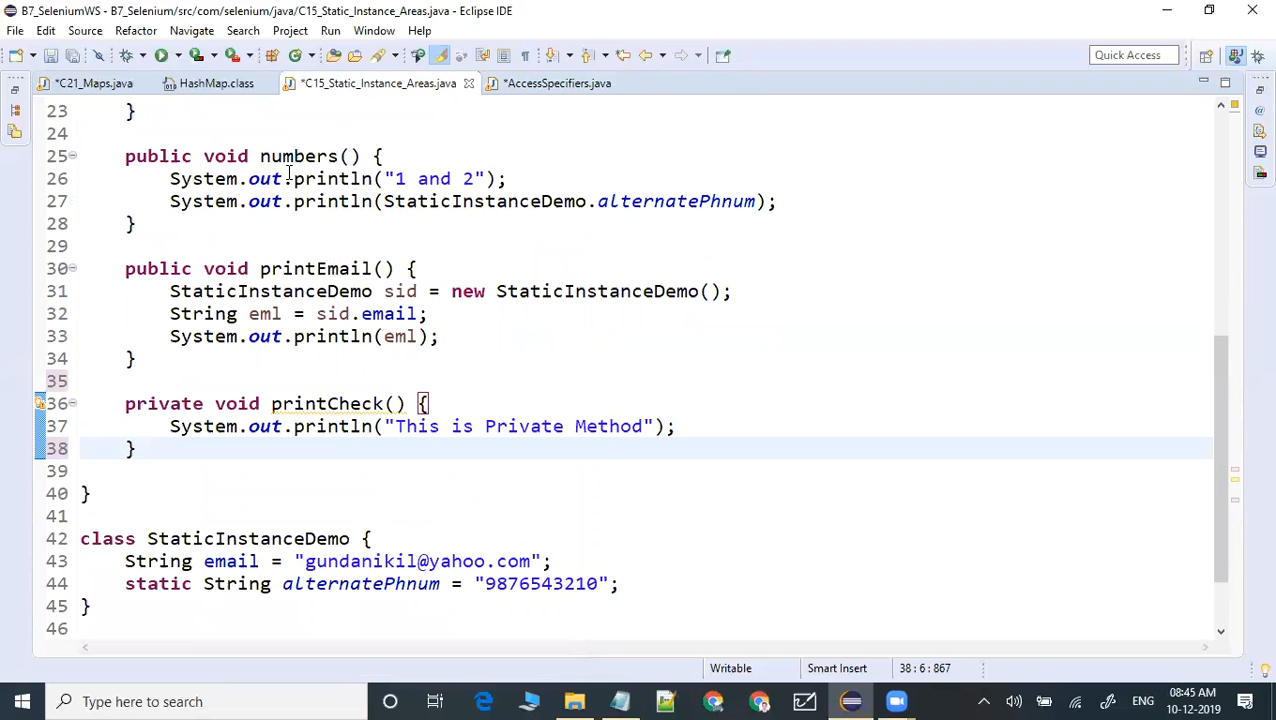 B7_SeleniumWS - B7_Selenium/src/com/selenium/java/C15_Static_Instance_Areas.java - Eclipse IDE
File Edit Source Refactor Navigate Search Project Run Window Help
Quick Access
*C21_Maps.java HashMap.class *C15_Static_Instance_Areas.java *AccessSpecifiers.java
23 }
24
25 public void numbers() {
26 System.out.println("1 and 2");
27 System.out.println(StaticInstanceDemo.alternatePhnum);
28 }
29
30 public void printEmail() {
31 StaticInstanceDemo sid = new StaticInstanceDemo();
32 String eml = sid.email;
33 System.out.println(eml);
34 }
35
36 private void printCheck() {
37 System.out.println("This is Private Method");
38 }
39
40 }
41
42 class StaticInstanceDemo {
43 String email = "gundanikil@yahoo.com";
44 static String alternatePhnum = "9876543210";
45 }
46
Writable Smart Insert 38 : 6 : 867
Type here to search
ENG
08:45 AM
10-12-2019